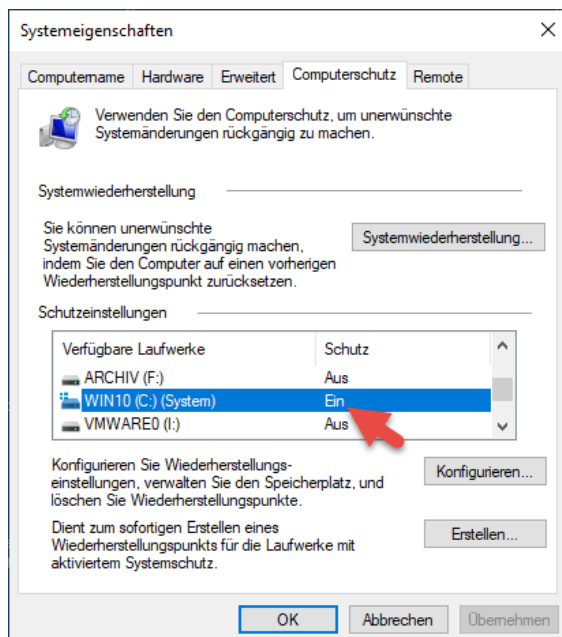 Systemeigenschaften
Computername Hardware Erweitert Computerschutz Remote
Verwenden Sie den Computerschutz, um unerwünschte
Systemänderungen rückgängig zu machen.
Systemwiederherstellung
Sie können unerwünschte
Systemänderungen rückgängig machen,
indem Sie den Computer auf einen vorherigen
Wiederherstellungspunkt zurücksetzen.
Systemwiederherstellung...
Schutzeinstellungen
Verfügbare Laufwerke Schutz
ARCHIV (F:) Aus
WIN10 (C:) (System) Ein
VMWARE0 (I:) Aus
Konfigurieren Sie Wiederherstellungs-
einstellungen, verwalten Sie den Speicherplatz, und
löschen Sie Wiederherstellungspunkte.
Konfigurieren...
Dient zum sofortigen Erstellen eines
Wiederherstellungspunkts für die Laufwerke mit
aktiviertem Systemschutz.
Erstellen...
OK Abbrechen Übernehmen